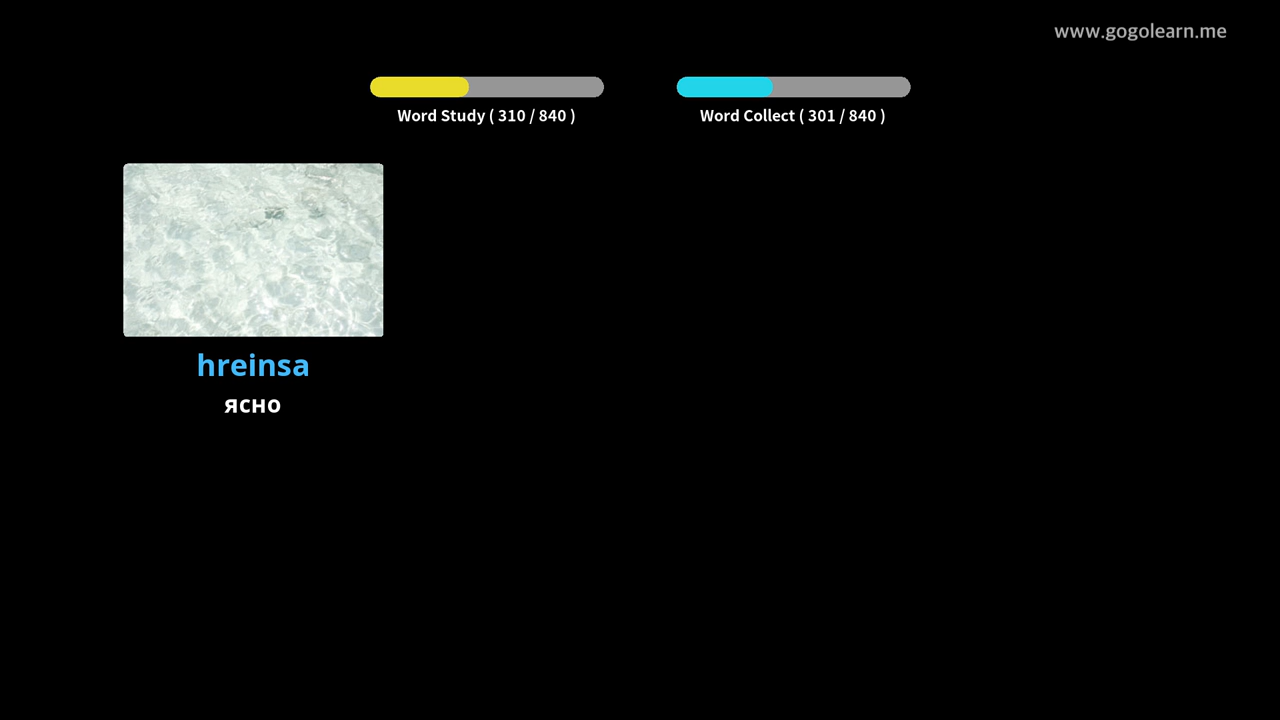 www.gogolearn.me
Word Study ( 310 / 840 )
Word Collect ( 301 / 840 )
hreinsa
ясно